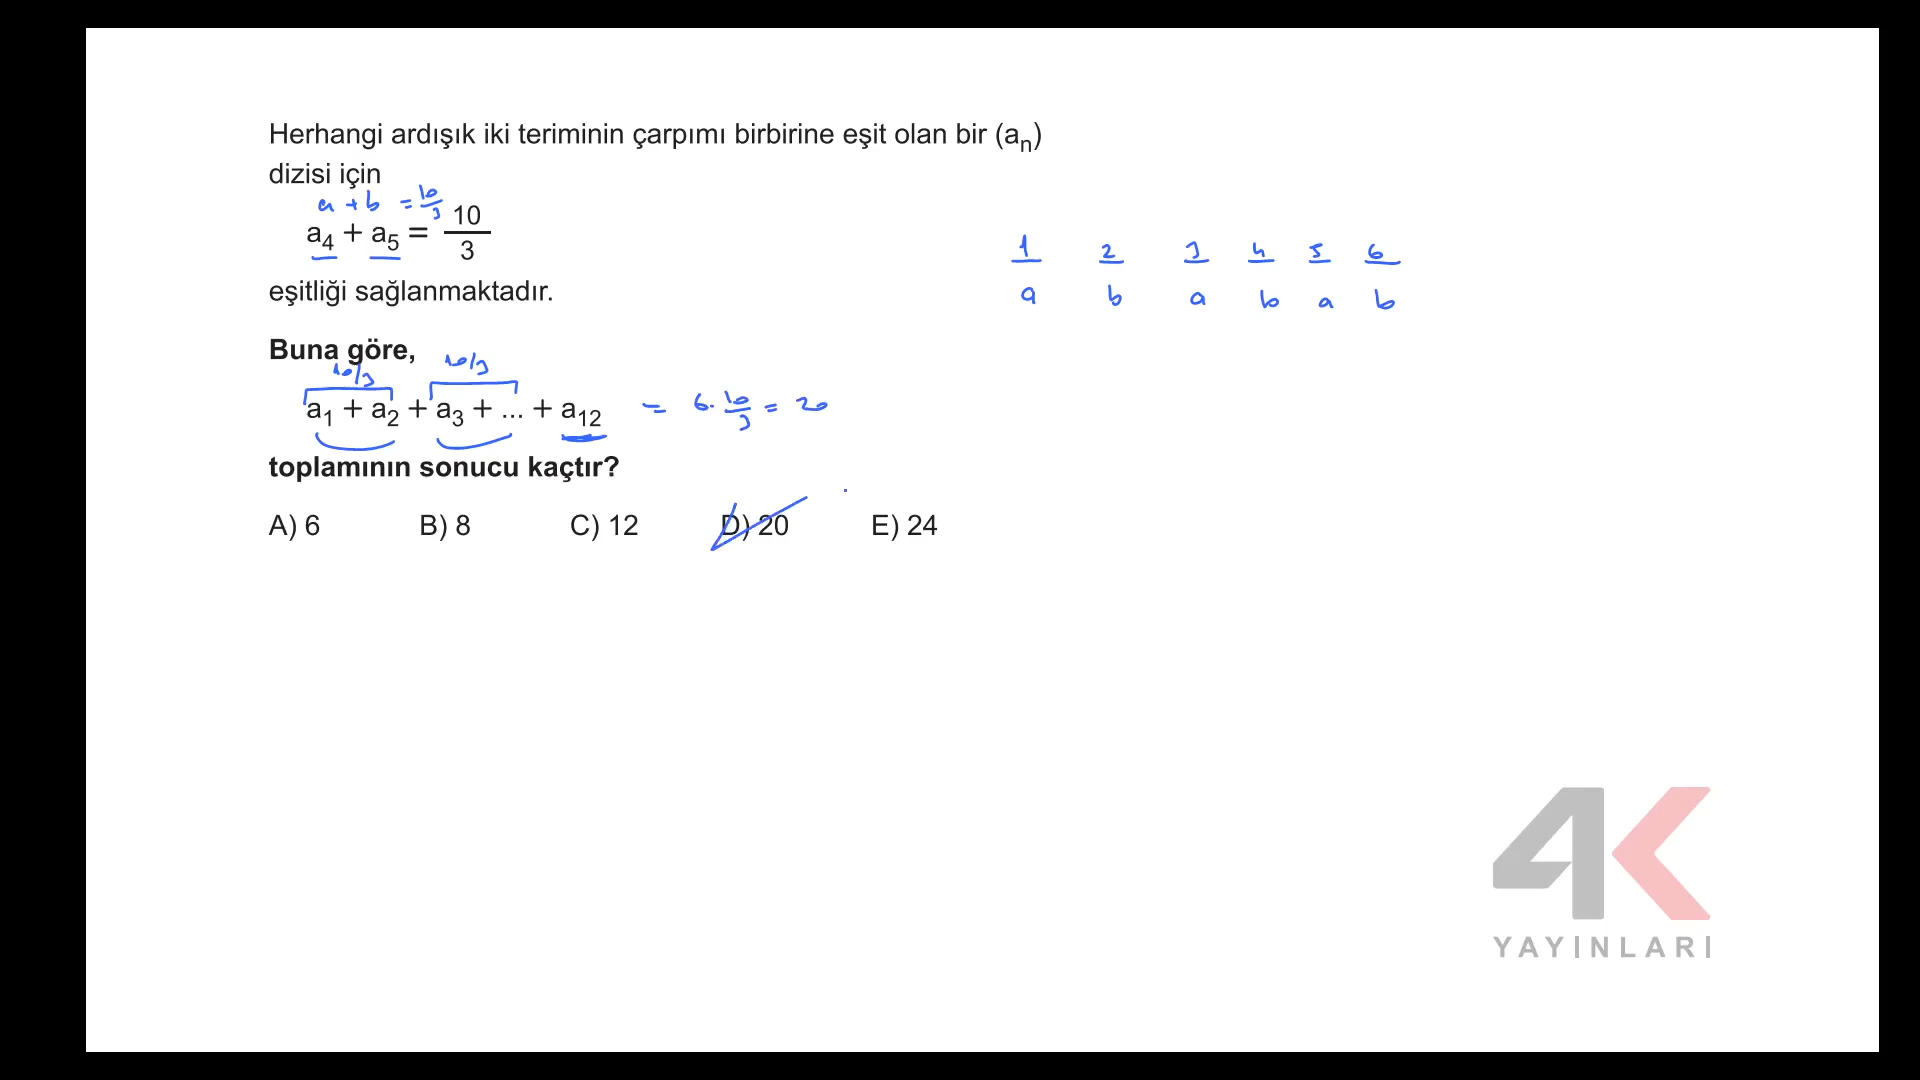 Herhangi ardışık iki teriminin çarpımı birbirine eşit olan bir (aₙ)
dizisi için
a + b = 10/3
a₄ + a₅ = 10/3
1 2 3 4 5 6
a b a b a b
eşitliği sağlanmaktadır.
Buna göre,
10/3 10/3
a₁ + a₂ + a₃ + ... + a₁₂ = 6 · 10/3 = 20
toplamının sonucu kaçtır?
A) 6 B) 8 C) 12 D) 20 E) 24
4K
YAYINLARI